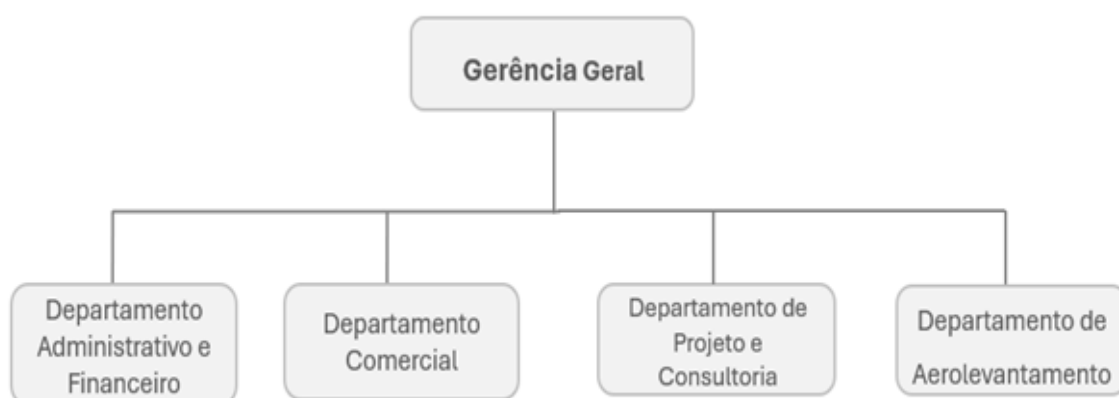 Gerência Geral
Departamento
Administrativo e
Financeiro
Departamento
Comercial
Departamento de
Projeto e
Consultoria
Departamento de
Aerolevantamento